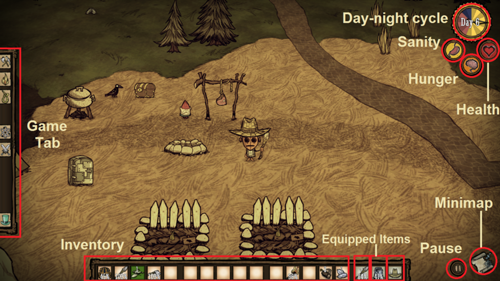 Day-night cycle
Day 6
Sanity
Hunger
Health
Game
Tab
Minimap
Inventory
Equipped Items
Pause